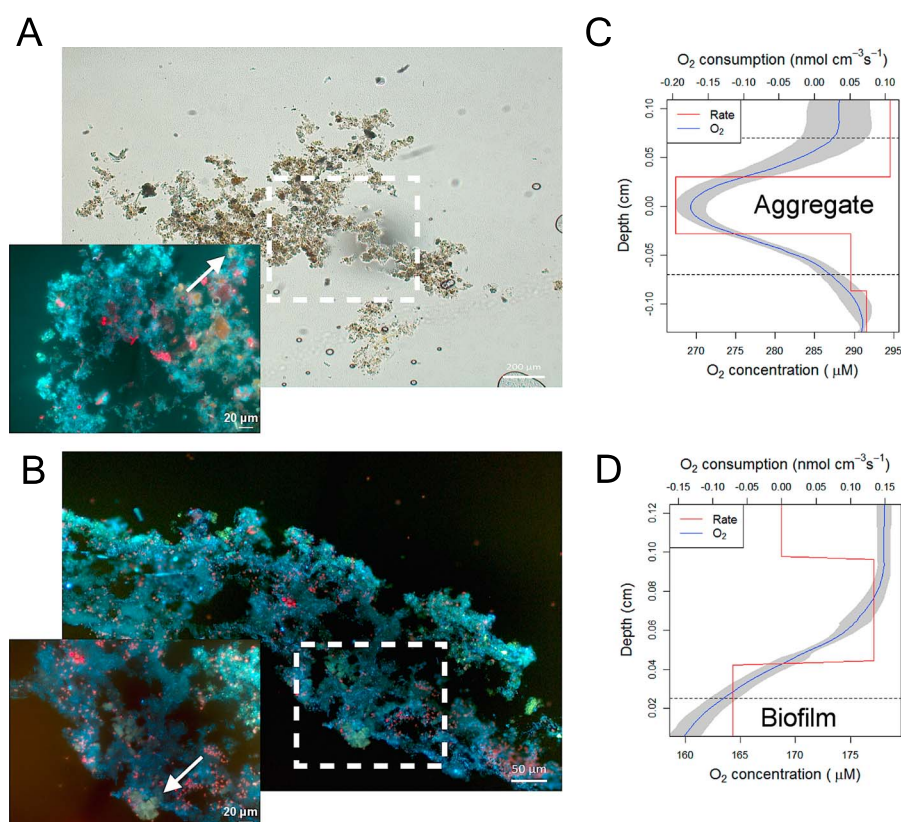 A
200 µm
20 µm
B
50 µm
20 µm
C
O₂ consumption (nmol cm⁻³s⁻¹)
-0.20 -0.15 -0.10 -0.05 0.00 0.05 0.10
Rate
O₂
Aggregate
Depth (cm)
0.10
0.05
0.00
-0.05
-0.10
270 275 280 285 290 295
O₂ concentration ( µM)
D
O₂ consumption (nmol cm⁻³s⁻¹)
-0.15 -0.10 -0.05 0.00 0.05 0.10 0.15
Rate
O₂
Biofilm
Depth (cm)
0.12
0.10
0.08
0.06
0.04
0.02
160 165 170 175
O₂ concentration ( µM)